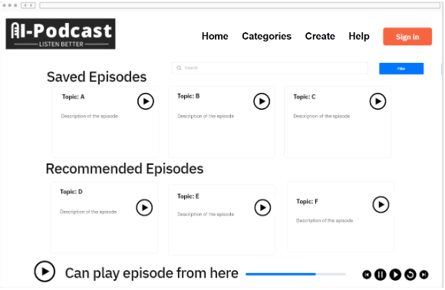 AI-Podcast
LISTEN BETTER
Home Categories Create Help Sign in
Search
Filter
Saved Episodes
Topic: A Topic: B Topic: C
Description of the episode Description of the episode Description of the episode
Recommended Episodes
Topic: D Topic: E Topic: F
Description of the episode Description of the episode Description of the episode
Can play episode from here